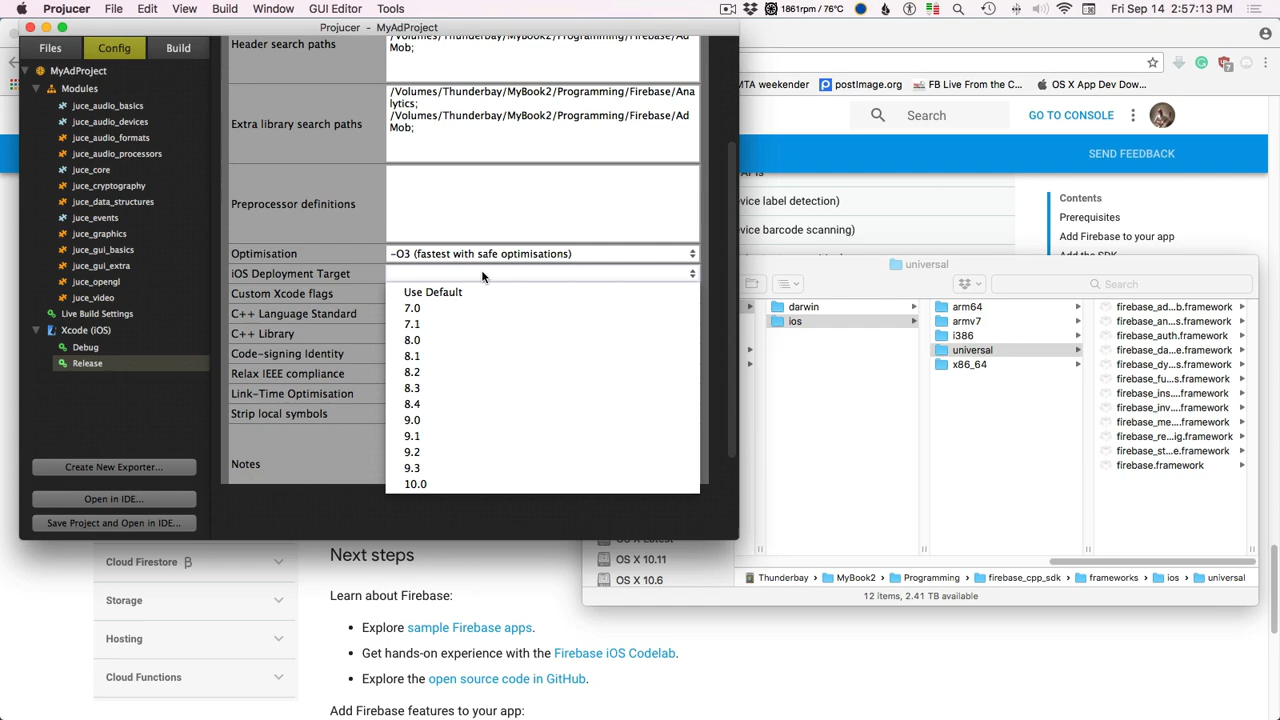 Projucer File Edit View Build Window GUI Editor Tools
1861rpm / 76°C
Fri Sep 14 2:57:13 PM
Projucer - MyAdProject
Files Config Build
MyAdProject
Modules
juce_audio_basics
juce_audio_devices
juce_audio_formats
juce_audio_processors
juce_core
juce_cryptography
juce_data_structures
juce_events
juce_graphics
juce_gui_basics
juce_gui_extra
juce_opengl
juce_video
Live Build Settings
Xcode (iOS)
Debug
Release
Create New Exporter...
Open in IDE...
Save Project and Open in IDE...
Header search paths
/Volumes/Thunderbay/MyBook2/Programming/Firebase/Ad
Mob;
Extra library search paths
/Volumes/Thunderbay/MyBook2/Programming/Firebase/Ana
lytics;
/Volumes/Thunderbay/MyBook2/Programming/Firebase/Ad
Mob;
Preprocessor definitions
Optimisation
-O3 (fastest with safe optimisations)
iOS Deployment Target
Custom Xcode flags
C++ Language Standard
C++ Library
Code-signing Identity
Relax IEEE compliance
Link-Time Optimisation
Strip local symbols
Notes
Use Default
7.0
7.1
8.0
8.1
8.2
8.3
8.4
9.0
9.1
9.2
9.3
10.0
MTA weekender postImage.org FB Live From the C... OS X App Dev Dow...
Search
GO TO CONSOLE
SEND FEEDBACK
vice label detection)
vice barcode scanning)
Contents
Prerequisites
Add Firebase to your app
universal
Search
darwin
ios
arm64
armv7
i386
universal
x86_64
firebase_ad...b.framework
firebase_an...s.framework
firebase_auth.framework
firebase_da...e.framework
firebase_dy...s.framework
firebase_fu...s.framework
firebase_ins...framework
firebase_inv...framework
firebase_me....framework
firebase_re...ig.framework
firebase_st...e.framework
firebase.framework
OS X 10.11
OS X 10.6
Thunderbay MyBook2 Programming firebase_cpp_sdk frameworks ios universal
12 items, 2.41 TB available
Cloud Firestore β
Storage
Hosting
Cloud Functions
Next steps
Learn about Firebase:
Explore sample Firebase apps.
Get hands-on experience with the Firebase iOS Codelab.
Explore the open source code in GitHub.
Add Firebase features to your app: